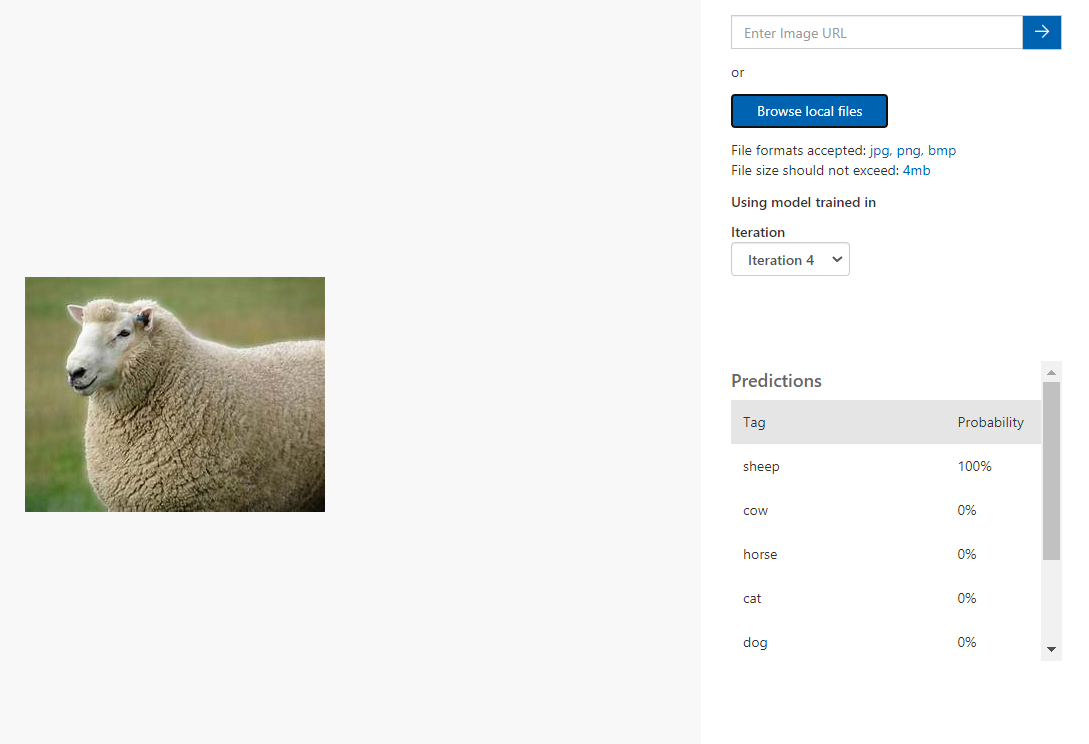 Enter Image URL
or
Browse local files
File formats accepted: jpg, png, bmp
File size should not exceed: 4mb
Using model trained in
Iteration
Iteration 4
Predictions
Tag Probability
sheep 100%
cow 0%
horse 0%
cat 0%
dog 0%